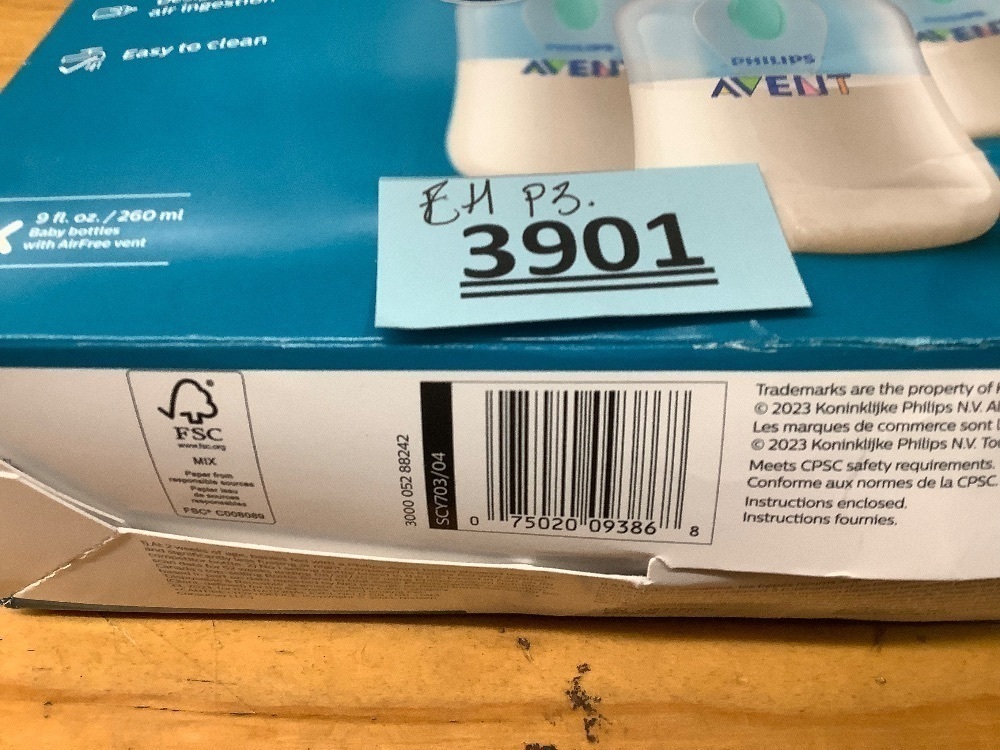 air ingestion
Easy to clean
PHILIPS
AVENT
PHILIPS
AVENT
9 fl. oz. / 260 ml
Baby bottles
with AirFree vent
EH P3.
3901
FSC
www.fsc.org
MIX
Paper from
responsible sources
Papier issu
de sources
responsables
FSC® C008089
3000 052 88242
SCY703/04
0 75020 09386 8
Trademarks are the property of
© 2023 Koninklijke Philips N.V.
Les marques de commerce sont
© 2023 Koninklijke Philips N.V.
Meets CPSC safety requirements.
Conforme aux normes de la CPSC.
Instructions enclosed.
Instructions fournies.